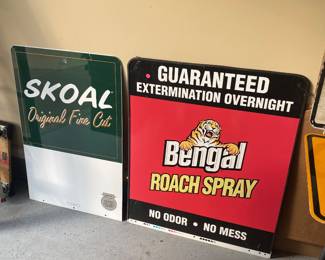 SKOAL
Original Fine Cut
GUARANTEED
EXTERMINATION OVERNIGHT
Bengal
ROACH SPRAY
NO ODOR • NO MESS